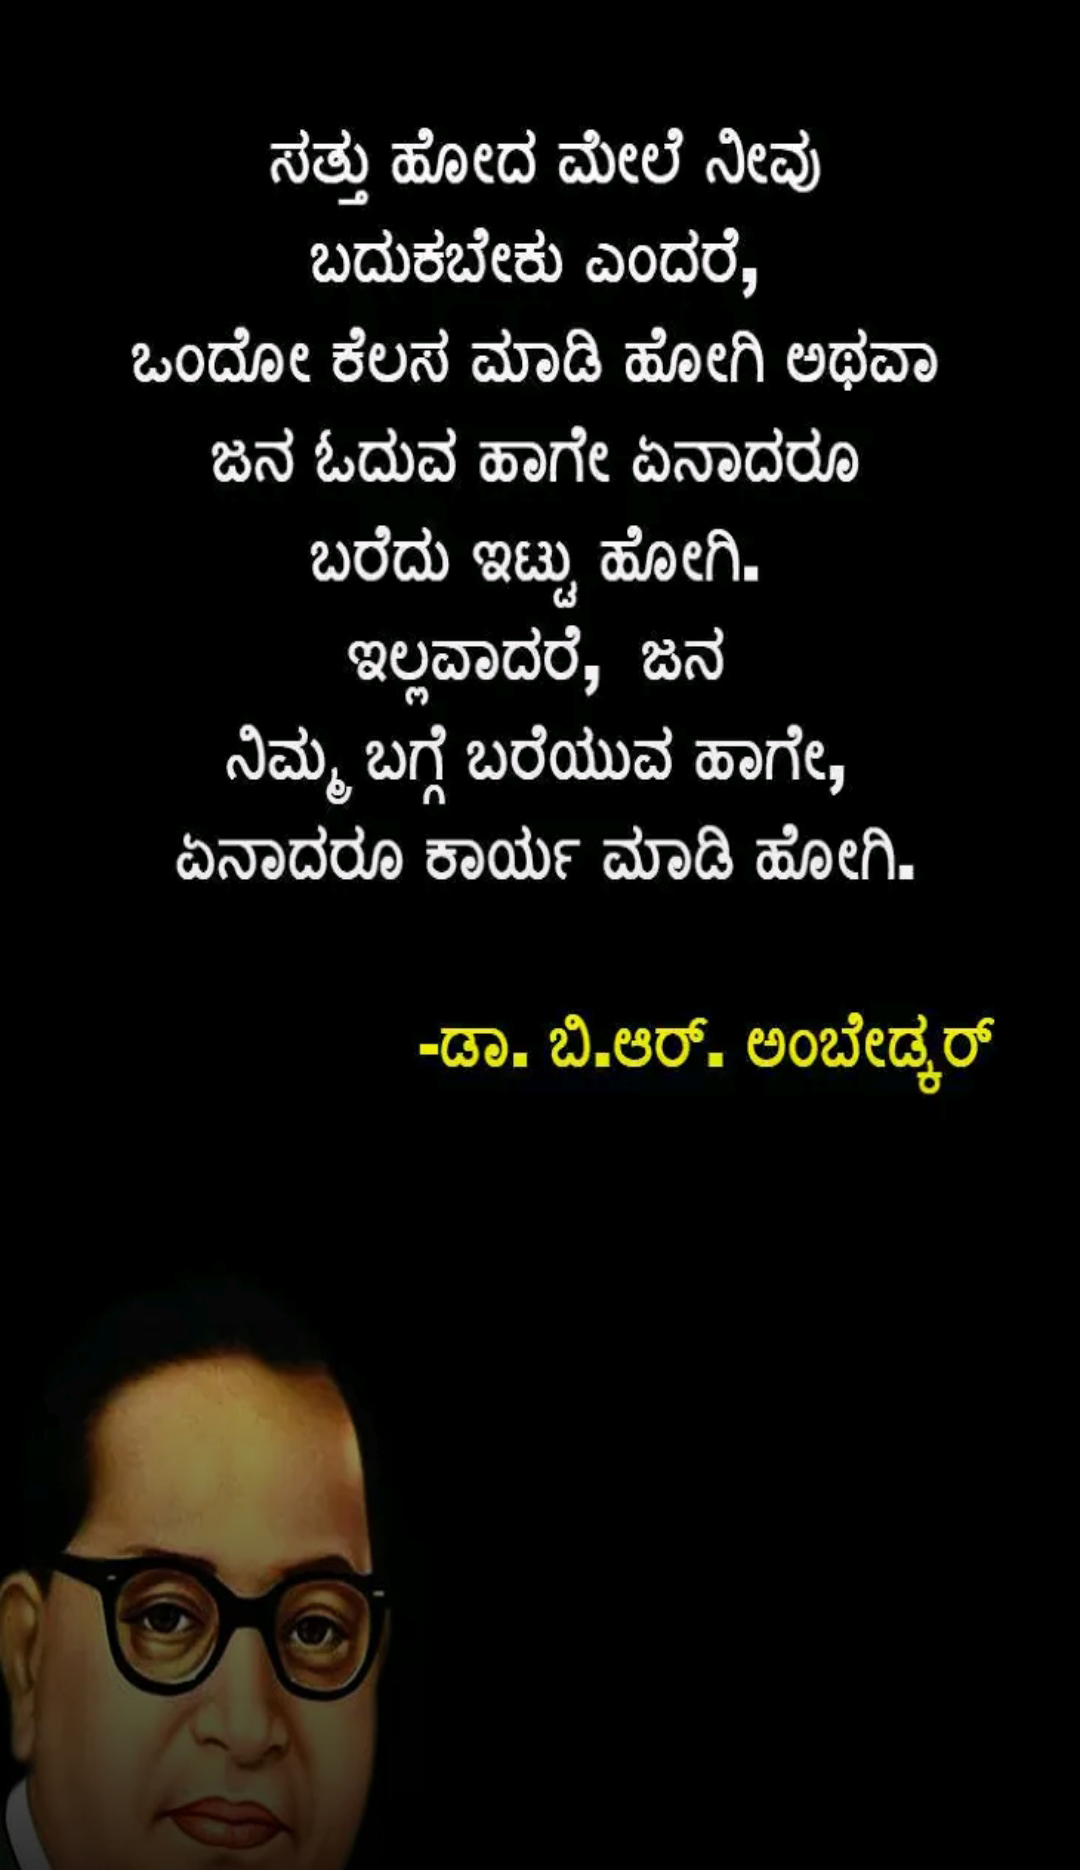 ಸತ್ತು ಹೋದ ಮೇಲೆ ನೀವು
ಬದುಕಬೇಕು ಎಂದರೆ,
ಒಂದೋ ಕೆಲಸ ಮಾಡಿ ಹೋಗಿ ಅಥವಾ
ಜನ ಓದುವ ಹಾಗೇ ಏನಾದರೂ
ಬರೆದು ಇಟ್ಟು ಹೋಗಿ.
ಇಲ್ಲವಾದರೆ, ಜನ
ನಿಮ್ಮ ಬಗ್ಗೆ ಬರೆಯುವ ಹಾಗೇ,
ಏನಾದರೂ ಕಾರ್ಯ ಮಾಡಿ ಹೋಗಿ.
-ಡಾ. ಬಿ.ಆರ್. ಅಂಬೇಡ್ಕರ್